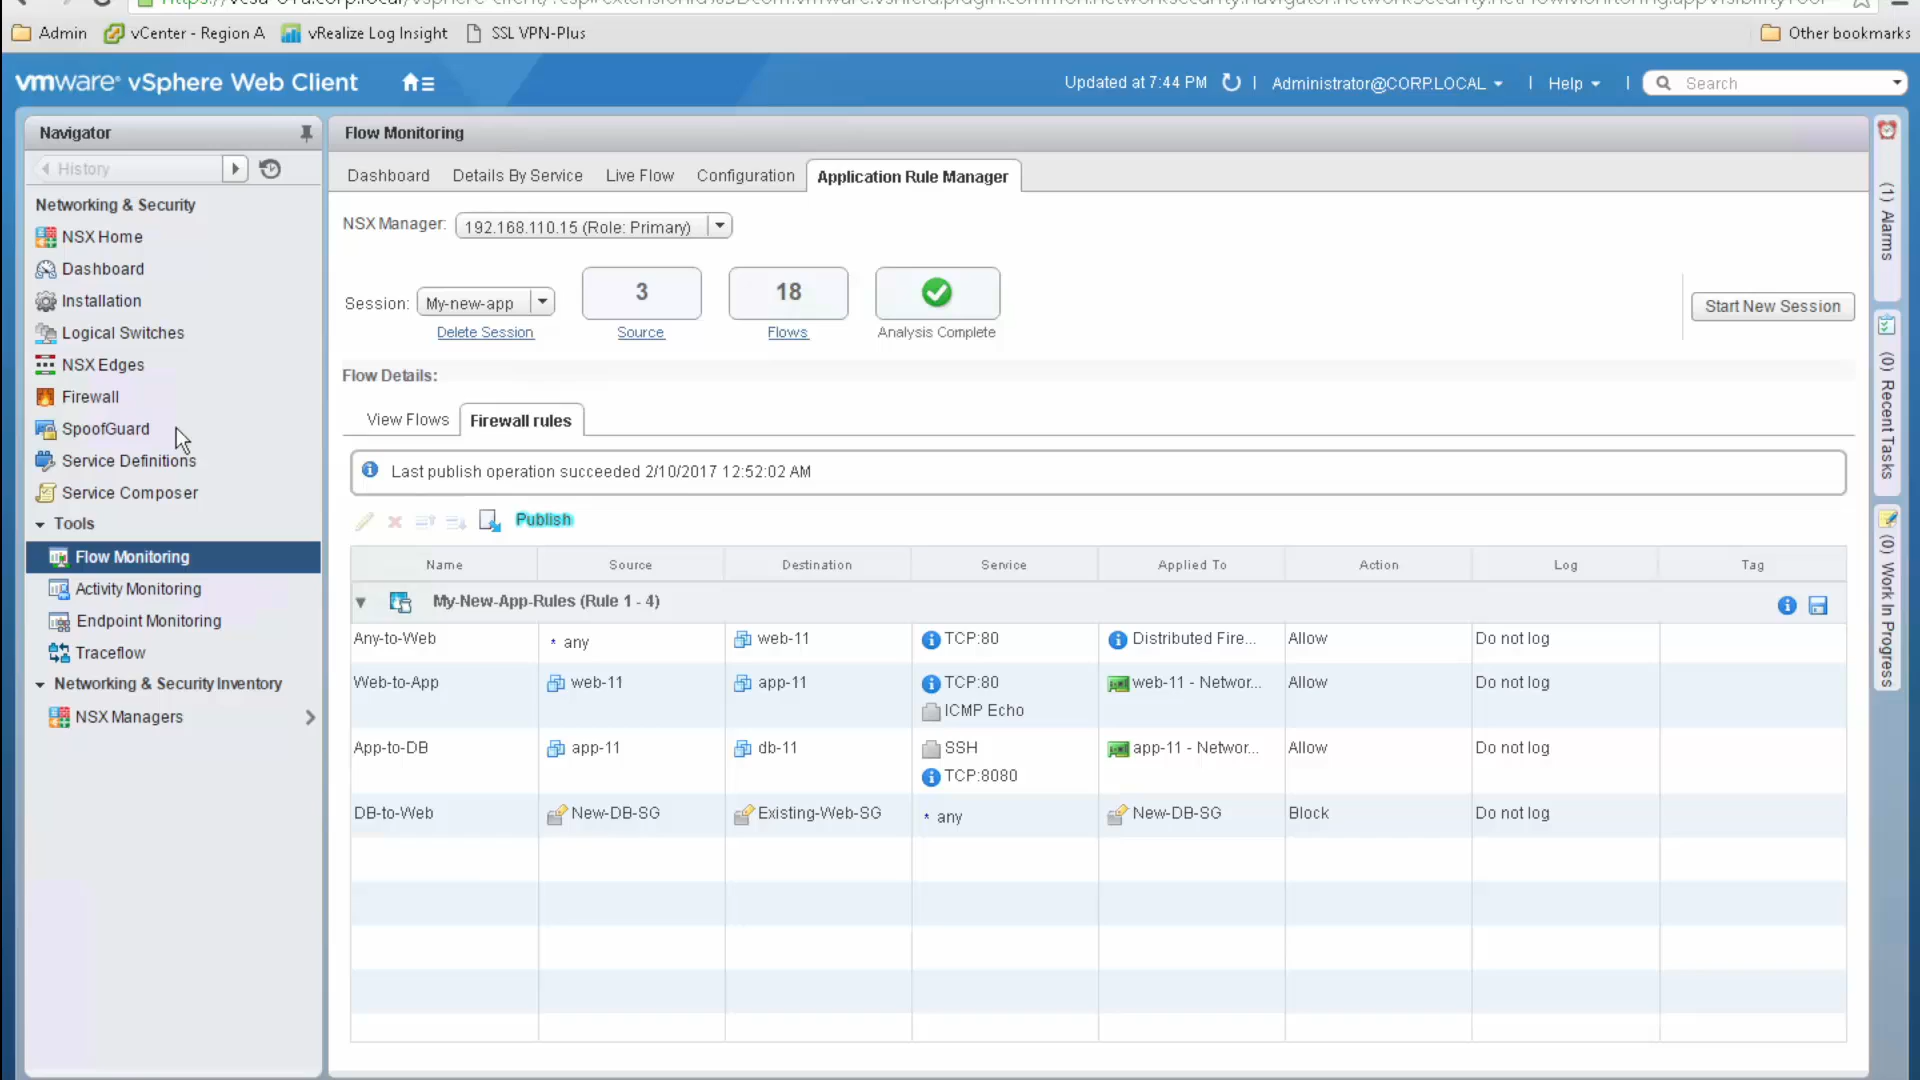 Admin vCenter - Region A vRealize Log Insight SSL VPN-Plus Other bookmarks
vmware® vSphere Web Client Updated at 7:44 PM Administrator@CORP.LOCAL Help Search
Navigator
History
Networking & Security
NSX Home
Dashboard
Installation
Logical Switches
NSX Edges
Firewall
SpoofGuard
Service Definitions
Service Composer
Tools
Flow Monitoring
Activity Monitoring
Endpoint Monitoring
Traceflow
Networking & Security Inventory
NSX Managers
Flow Monitoring
Dashboard Details By Service Live Flow Configuration Application Rule Manager
NSX Manager: 192.168.110.15 (Role: Primary)
Session: My-new-app 3 18 Start New Session
Delete Session Source Flows Analysis Complete
Flow Details:
View Flows Firewall rules
Last publish operation succeeded 2/10/2017 12:52:02 AM
Publish
Name Source Destination Service Applied To Action Log Tag
My-New-App-Rules (Rule 1 - 4)
Any-to-Web * any web-11 TCP:80 Distributed Fire... Allow Do not log
Web-to-App web-11 app-11 TCP:80 web-11 - Networ... Allow Do not log
ICMP Echo
App-to-DB app-11 db-11 SSH app-11 - Networ... Allow Do not log
TCP:8080
DB-to-Web New-DB-SG Existing-Web-SG * any New-DB-SG Block Do not log
(1) Alarms
(0) Recent Tasks
(0) Work In Progress